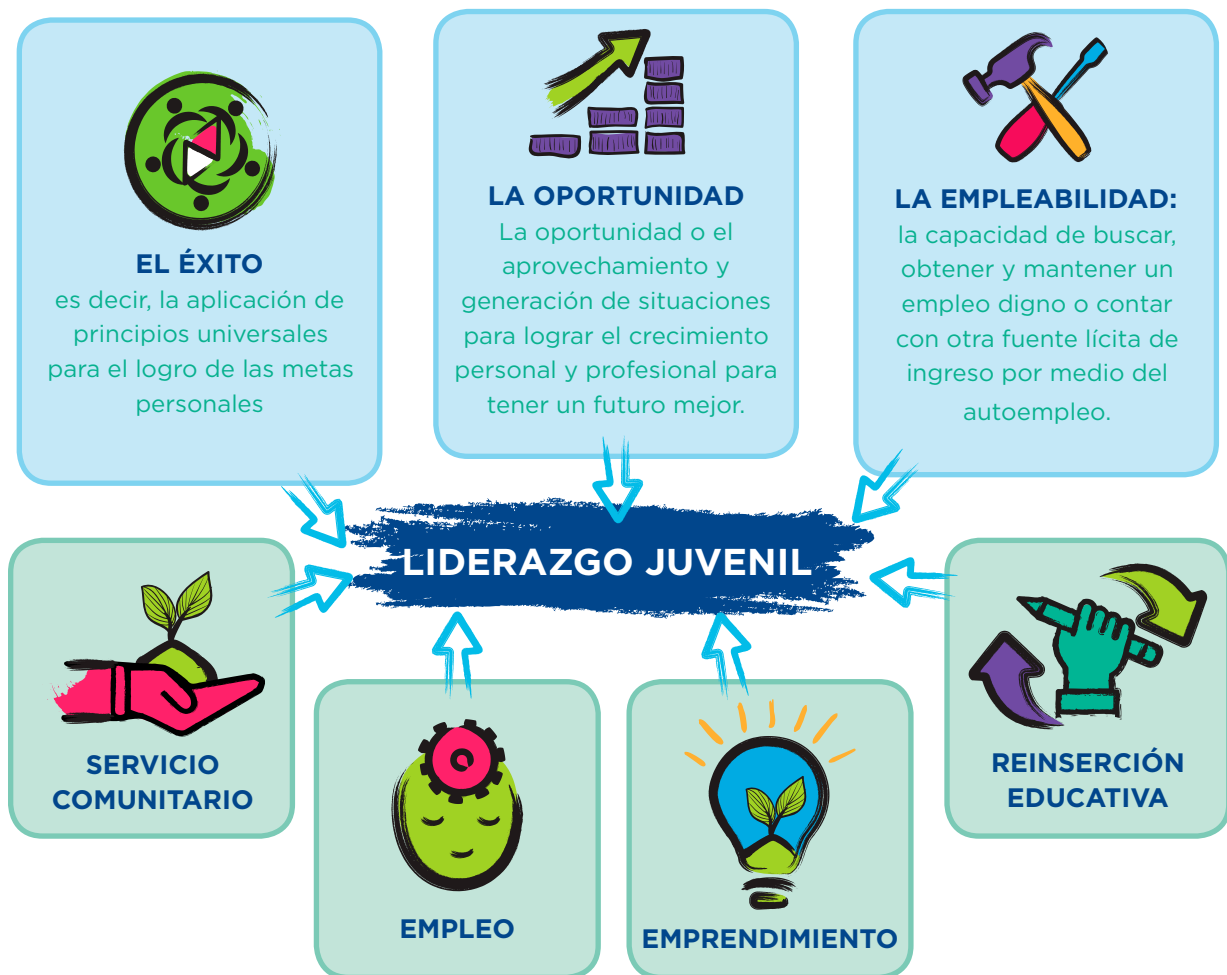 EL ÉXITO
es decir, la aplicación de
principios universales
para el logro de las metas
personales
LA OPORTUNIDAD
La oportunidad o el
aprovechamiento y
generación de situaciones
para lograr el crecimiento
personal y profesional para
tener un futuro mejor.
LA EMPLEABILIDAD:
la capacidad de buscar,
obtener y mantener un
empleo digno o contar
con otra fuente lícita de
ingreso por medio del
autoempleo.
LIDERAZGO JUVENIL
SERVICIO
COMUNITARIO
EMPLEO
EMPRENDIMIENTO
REINSERCIÓN
EDUCATIVA